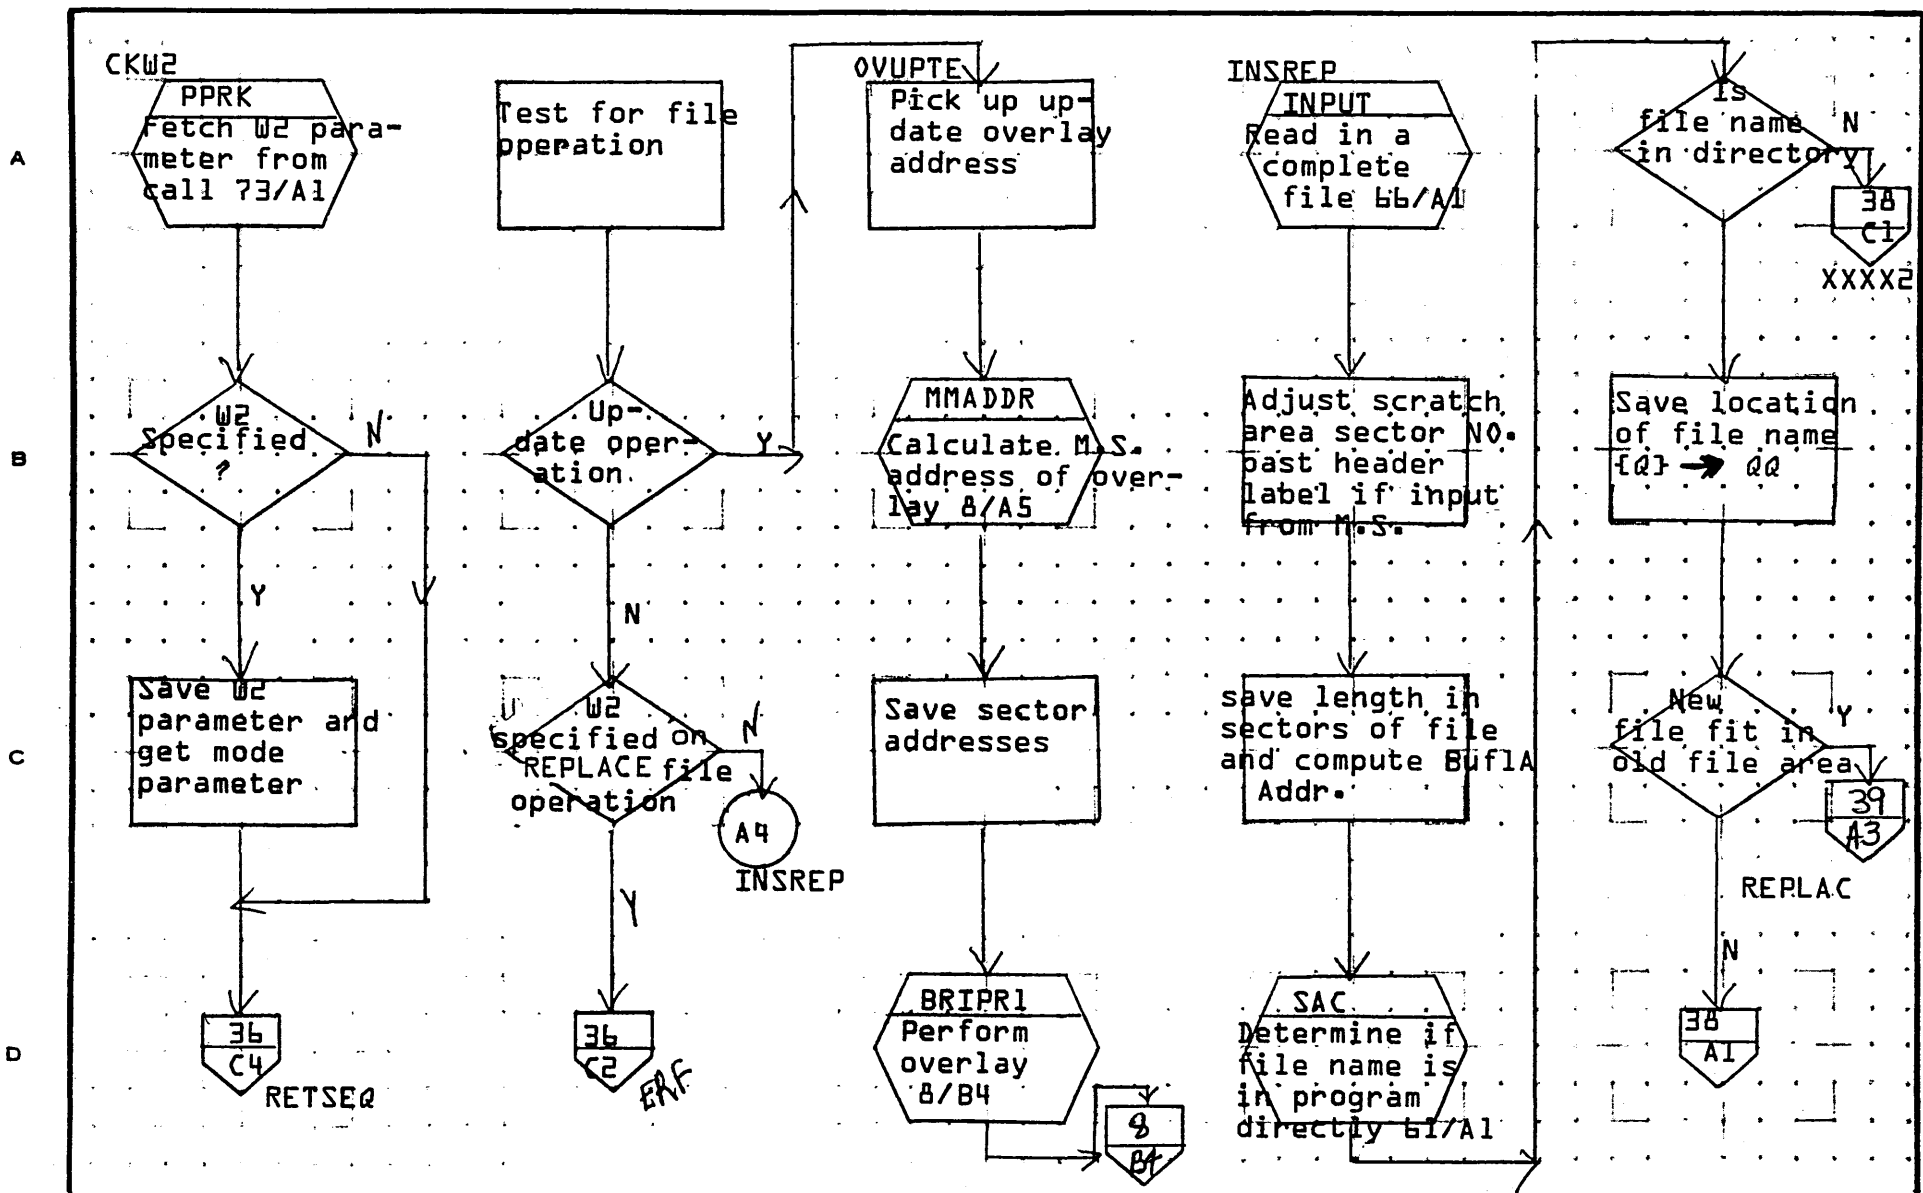 CKW2
PPRK
Fetch W2 para-
meter from
call 73/A1
W2
Specified
?
N
Y
Save W2
parameter and
get mode
parameter
36
C4
RETSEQ
Test for file
operation
Up-
date oper-
ation
Y
N
W2
specified on
REPLACE file
operation
N
A4
INSREP
Y
36
C2
ERF
OVUPTE
Pick up up-
date overlay
address
MMADDR
Calculate M.S.
address of over-
lay 8/A5
Save sector
addresses
BRIPR1
Perform
overlay
8/B4
8
B4
INSREP
INPUT
Read in a
complete
file 66/A1
Adjust scratch
area sector NO.
past header
label if input
from M.S.
save length in
sectors of file
and compute Buf1A
Addr.
SAC
Determine if
file name is
in program
directly 61/A1
Is
file name
in directory
N
38
C1
XXXX2
Save location
of file name
{Q} → QQ
New
file fit in
old file area
Y
39
A3
REPLAC
N
38
A1
A
B
C
D